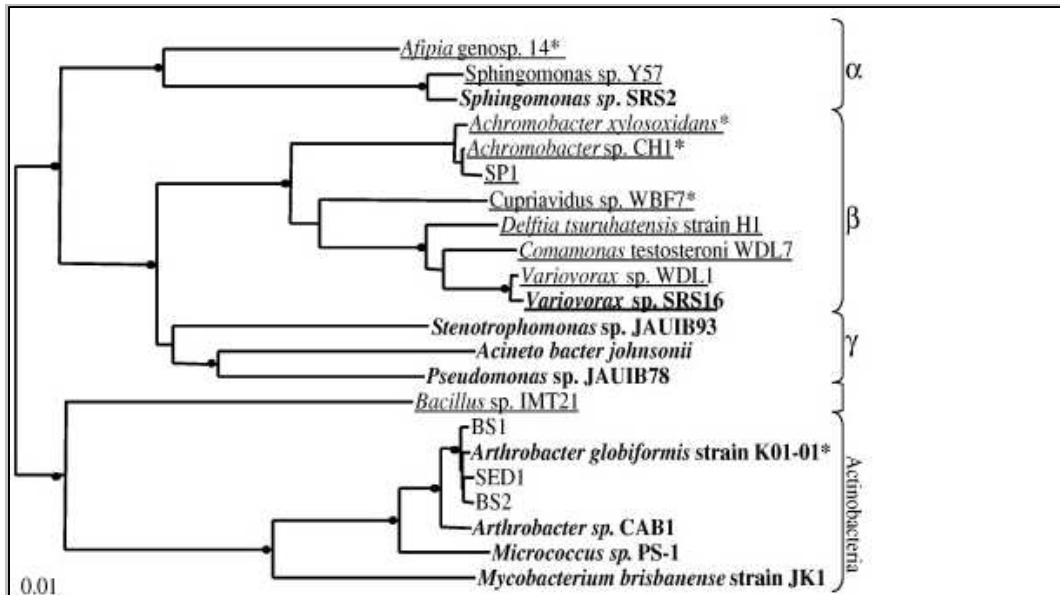 Afipia genosp. 14*
Sphingomonas sp. Y57
Sphingomonas sp. SRS2
α
Achromobacter xylosoxidans*
Achromobacter sp. CH1*
SP1
Cupriavidus sp. WBF7*
Delftia tsuruhatensis strain H1
Comamonas testosteroni WDL7
Variovorax sp. WDL1
Variovorax sp. SRS16
β
Stenotrophomonas sp. JAUIB93
Acineto bacter johnsonii
Pseudomonas sp. JAUIB78
γ
Bacillus sp. IMT21
BS1
Arthrobacter globiformis strain K01-01*
SED1
BS2
Arthrobacter sp. CAB1
Micrococcus sp. PS-1
Mycobacterium brisbanense strain JK1
Actinobacteria
0.01